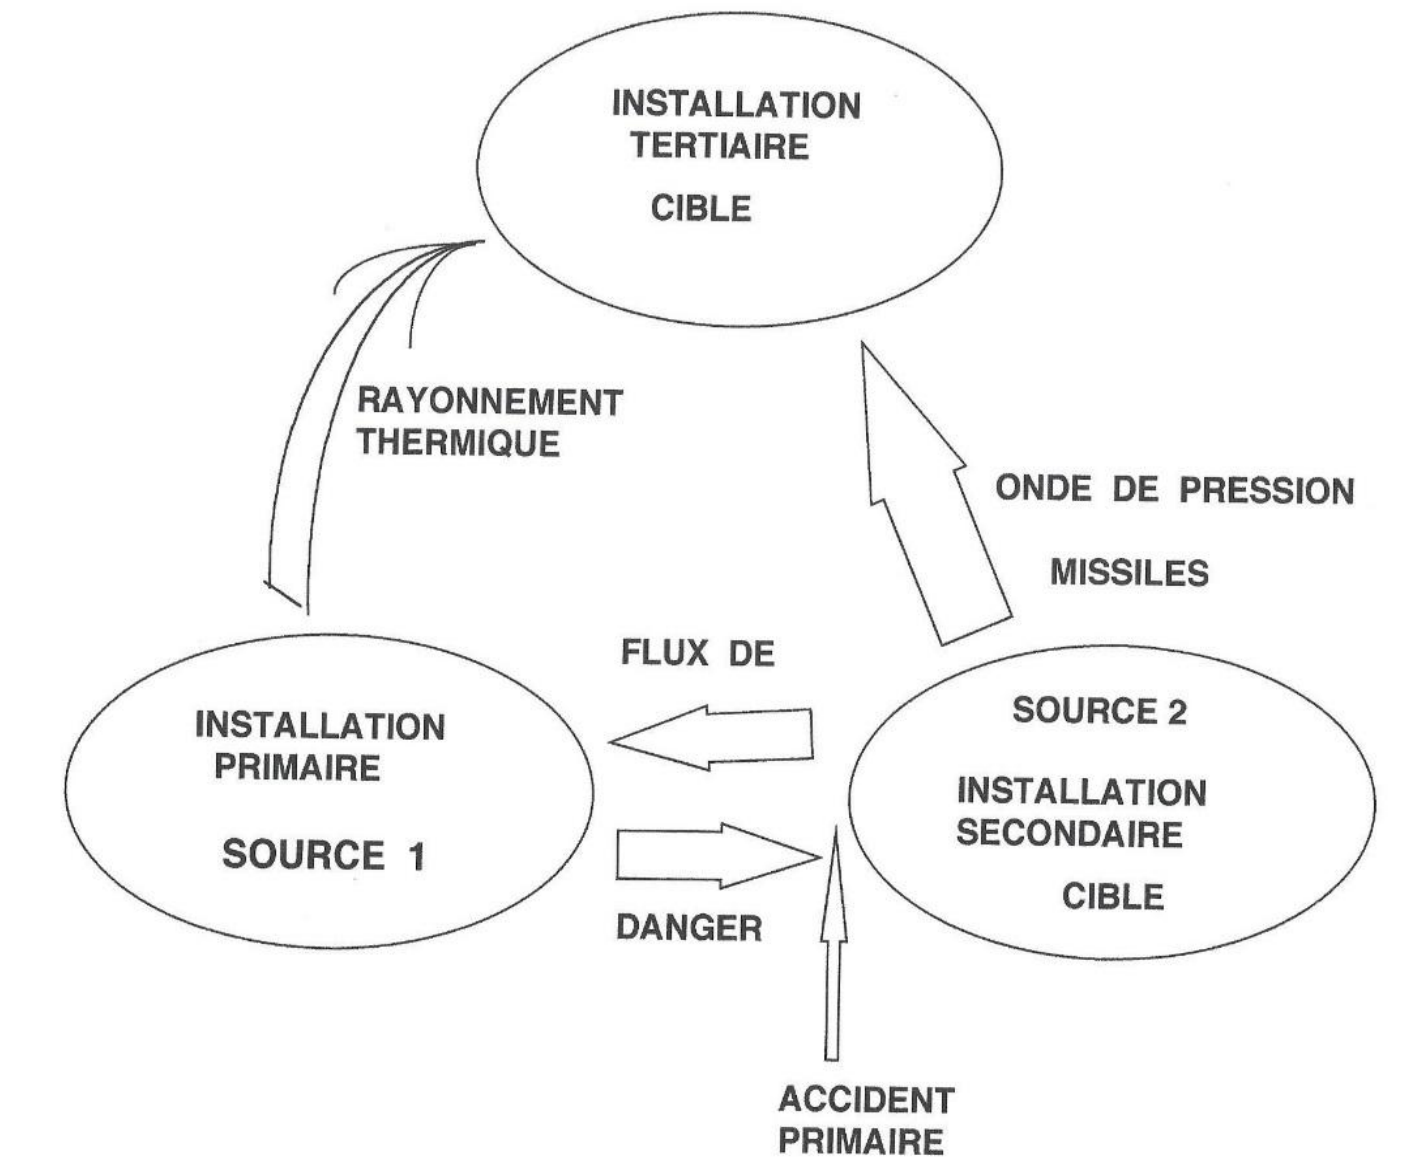 INSTALLATION
TERTIAIRE
CIBLE
RAYONNEMENT
THERMIQUE
ONDE DE PRESSION
MISSILES
FLUX DE
INSTALLATION
PRIMAIRE
SOURCE 1
SOURCE 2
INSTALLATION
SECONDAIRE
CIBLE
DANGER
ACCIDENT
PRIMAIRE